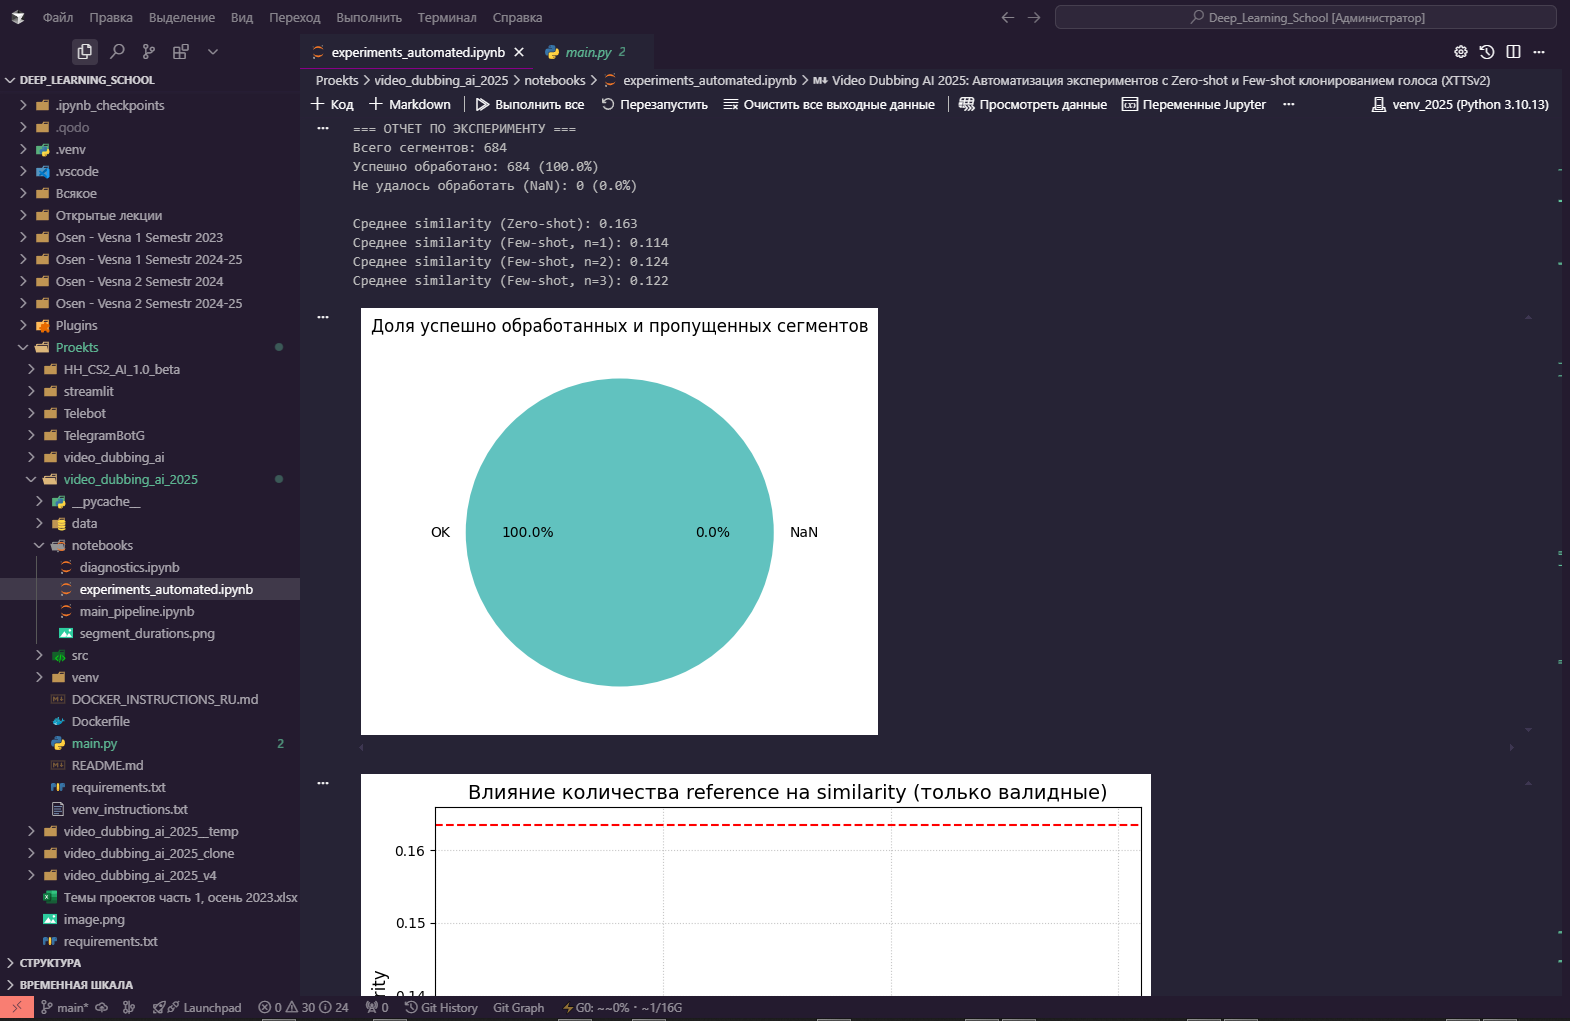 Файл Правка Выделение Вид Переход Выполнить Терминал Справка
Deep_Learning_School [Администратор]
DEEP_LEARNING_SCHOOL
.ipynb_checkpoints
.qodo
.venv
.vscode
Всякое
Открытые лекции
Osen - Vesna 1 Semestr 2023
Osen - Vesna 1 Semestr 2024-25
Osen - Vesna 2 Semestr 2024
Osen - Vesna 2 Semestr 2024-25
Plugins
Proekts
HH_CS2_AI_1.0_beta
streamlit
Telebot
TelegramBotG
video_dubbing_ai
video_dubbing_ai_2025
__pycache__
data
notebooks
diagnostics.ipynb
experiments_automated.ipynb
main_pipeline.ipynb
segment_durations.png
src
venv
DOCKER_INSTRUCTIONS_RU.md
Dockerfile
main.py 2
README.md
requirements.txt
venv_instructions.txt
video_dubbing_ai_2025__temp
video_dubbing_ai_2025_clone
video_dubbing_ai_2025_v4
Темы проектов часть 1, осень 2023.xlsx
image.png
requirements.txt
СТРУКТУРА
ВРЕМЕННАЯ ШКАЛА
experiments_automated.ipynb main.py 2
Proekts > video_dubbing_ai_2025 > notebooks > experiments_automated.ipynb > Video Dubbing AI 2025: Автоматизация экспериментов с Zero-shot и Few-shot клонированием голоса (XTTSv2)
Код Markdown Выполнить все Перезапустить Очистить все выходные данные Просмотреть данные Переменные Jupyter venv_2025 (Python 3.10.13)
=== ОТЧЕТ ПО ЭКСПЕРИМЕНТУ ===
Всего сегментов: 684
Успешно обработано: 684 (100.0%)
Не удалось обработать (NaN): 0 (0.0%)
Среднее similarity (Zero-shot): 0.163
Среднее similarity (Few-shot, n=1): 0.114
Среднее similarity (Few-shot, n=2): 0.124
Среднее similarity (Few-shot, n=3): 0.122
Доля успешно обработанных и пропущенных сегментов
OK 100.0% 0.0% NaN
Влияние количества reference на similarity (только валидные)
0.16
0.15
0.14
main* Launchpad 0 30 24 0 Git History Git Graph G0: ~~0% · ~1/16G